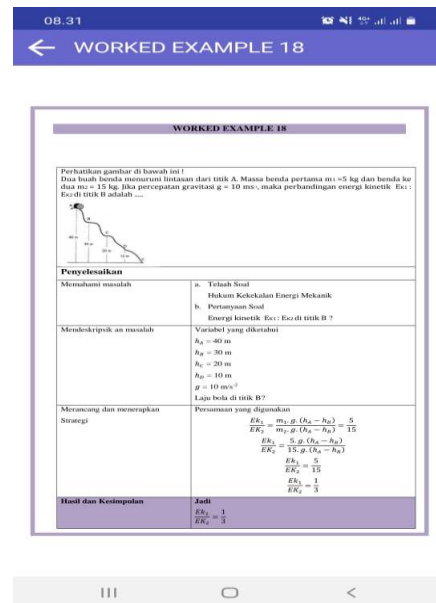 08.31
WORKED EXAMPLE 18
WORKED EXAMPLE 18
Perhatikan gambar di bawah ini !
Dua buah benda menuruni lintasan dari titik A. Massa benda pertama m₁ =5 kg dan benda ke
dua m₂ = 15 kg. Jika percepatan gravitasi g = 10 ms⁻, maka perbandingan energi kinetik Eₖ₁ :
Eₖ₂ di titik B adalah ....
Penyelesaikan
Memahami masalah
a. Telaah Soal
Hukum Kekekalan Energi Mekanik
b. Pertanyaan Soal
Energi kinetik Eₖ₁ : Eₖ₂ di titik B ?
Mendeskripsik an masalah
Variabel yang diketahui
h_A = 40 m
h_B = 30 m
h_C = 20 m
h_D = 10 m
g = 10 m/s⁻²
Laju bola di titik B?
Merancang dan menerapkan
Strategi
Persamaan yang digunakan
Ek₁/EK₂ = m₁.g.(h_A − h_B)/m₂.g.(h_A − h_B) = 5/15
Ek₁/EK₂ = 5.g.(h_A − h_B)/15.g.(h_A − h_B)
Ek₁/EK₂ = 5/15
Ek₁/EK₂ = 1/3
Hasil dan Kesimpulan
Jadi
Ek₁/EK₂ = 1/3